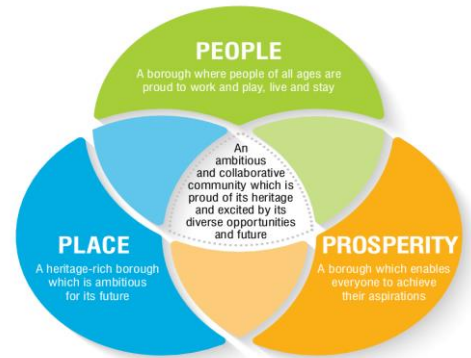 PEOPLE
A borough where people of all ages are
proud to work and play, live and stay
An
ambitious
and collaborative
community which is
proud of its heritage
and excited by its
diverse opportunities
and future
PLACE
A heritage-rich borough
which is ambitious
for its future
PROSPERITY
A borough which enables
everyone to achieve
their aspirations